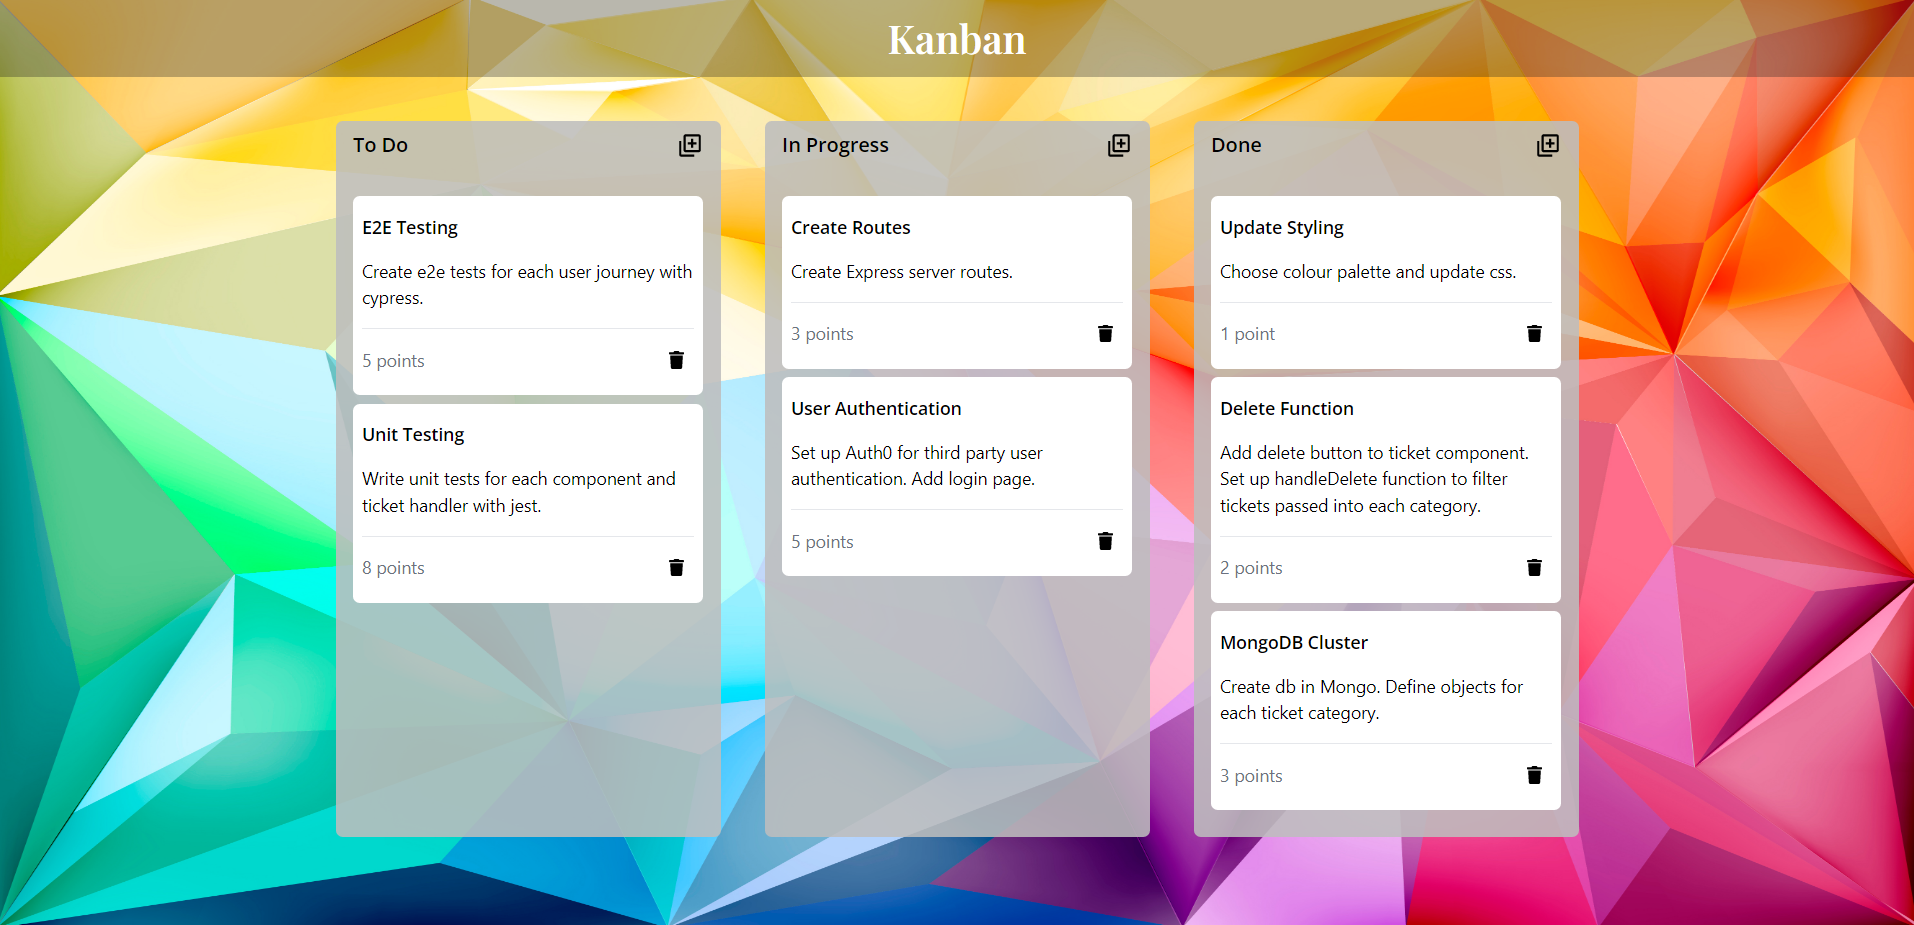 Kanban
To Do
E2E Testing
Create e2e tests for each user journey with
cypress.
5 points
Unit Testing
Write unit tests for each component and
ticket handler with jest.
8 points
In Progress
Create Routes
Create Express server routes.
3 points
User Authentication
Set up Auth0 for third party user
authentication. Add login page.
5 points
Done
Update Styling
Choose colour palette and update css.
1 point
Delete Function
Add delete button to ticket component.
Set up handleDelete function to filter
tickets passed into each category.
2 points
MongoDB Cluster
Create db in Mongo. Define objects for
each ticket category.
3 points